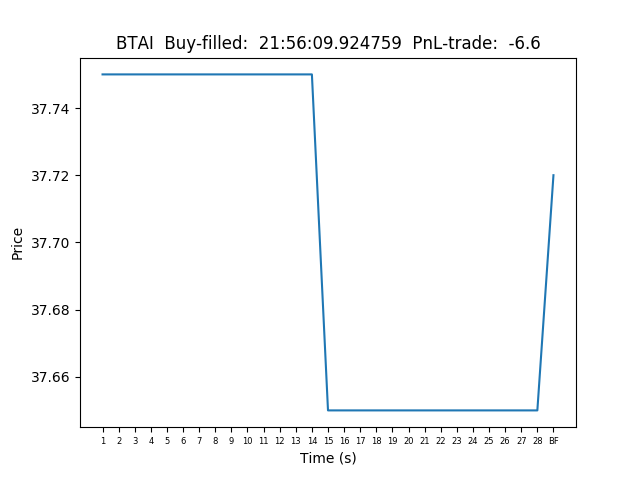 BTAI  Buy-filled:  21:56:09.924759  PnL-trade:  -6.6
37.74
37.72
37.70
37.68
37.66
Price
1 2 3 4 5 6 7 8 9 10 11 12 13 14 15 16 17 18 19 20 21 22 23 24 25 26 27 28 BF
Time (s)